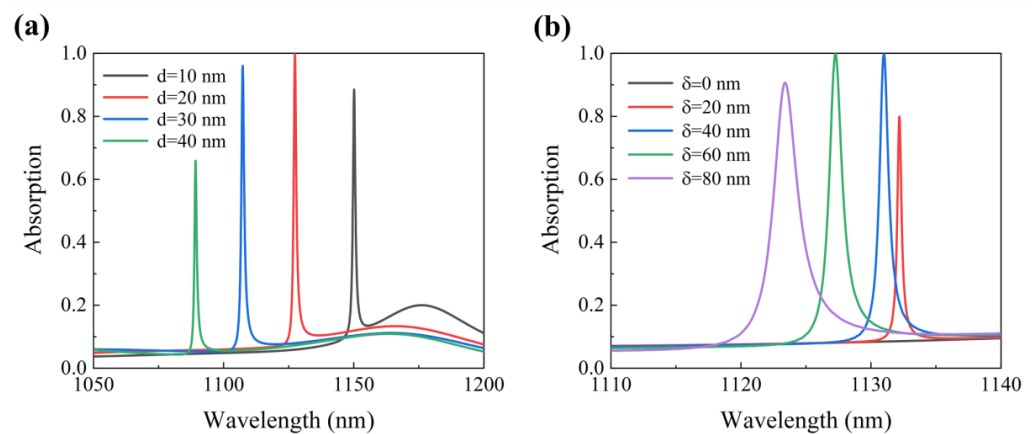 (a)
1.0
0.8
0.6
0.4
0.2
0.0
Absorption
d=10 nm
d=20 nm
d=30 nm
d=40 nm
1050
1100
1150
1200
Wavelength (nm)
(b)
1.0
0.8
0.6
0.4
0.2
0.0
Absorption
δ=0 nm
δ=20 nm
δ=40 nm
δ=60 nm
δ=80 nm
1110
1120
1130
1140
Wavelength (nm)